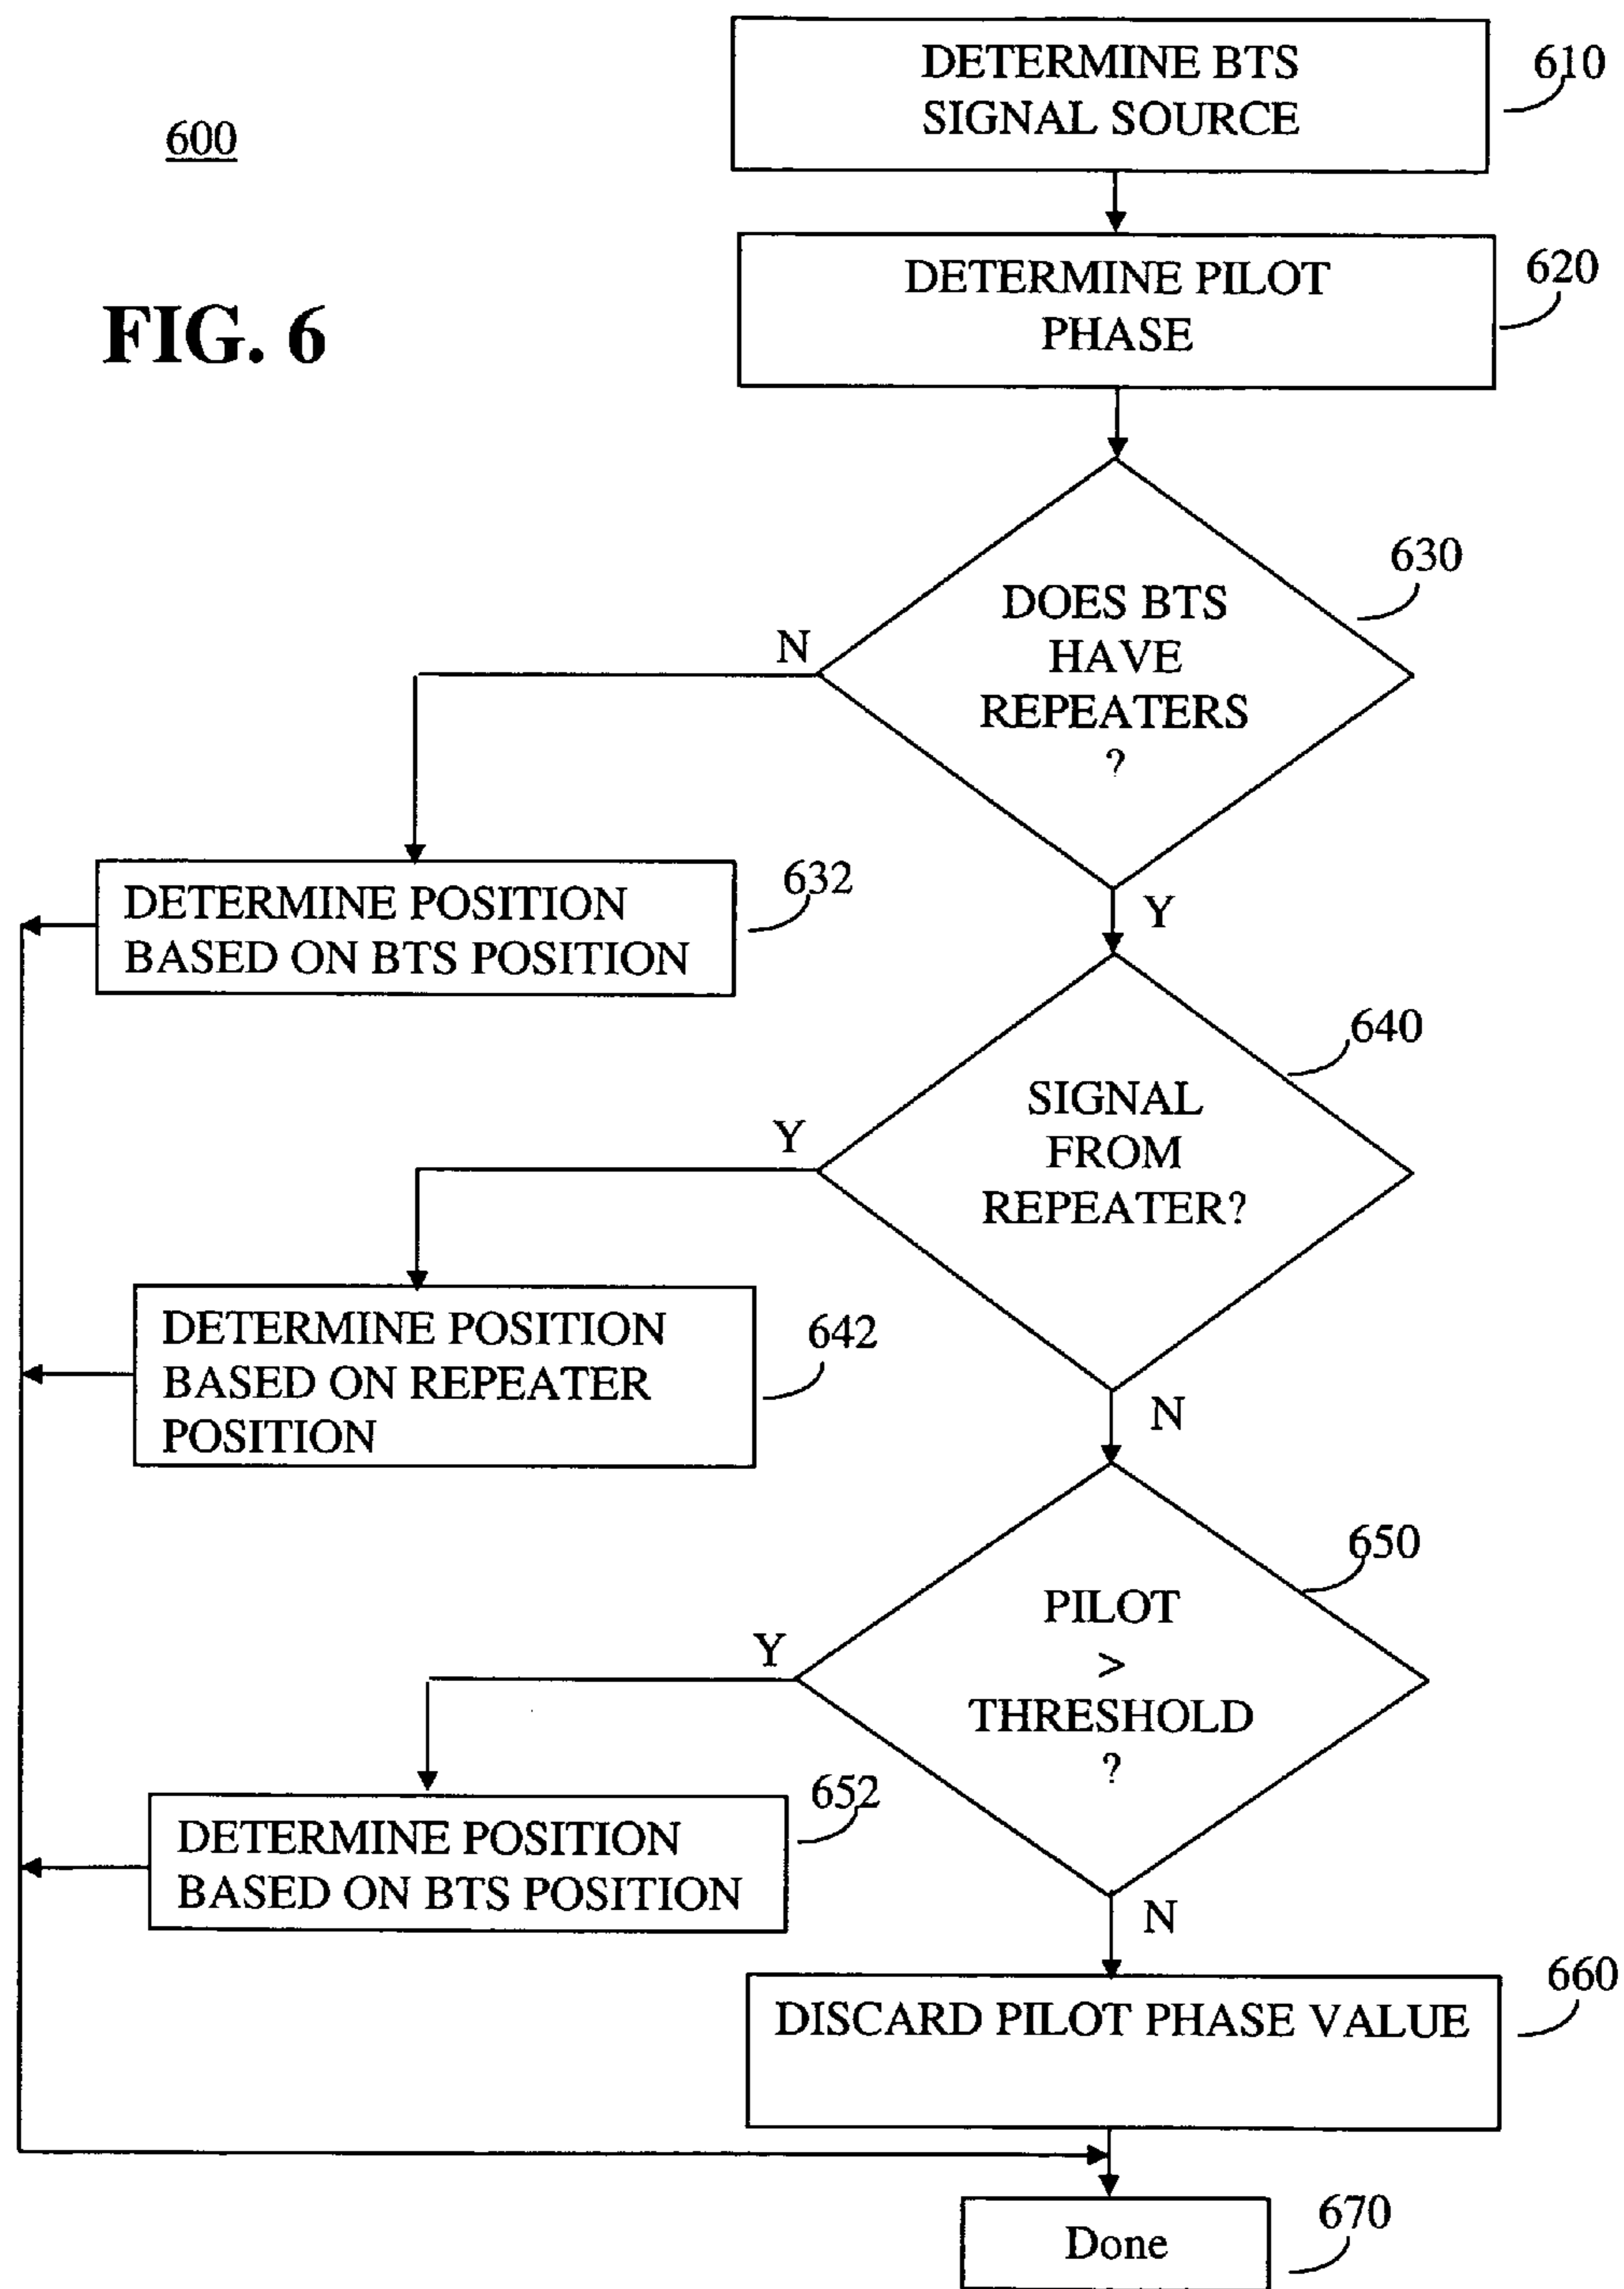 DETERMINE BTS
SIGNAL SOURCE
610
600
DETERMINE PILOT
PHASE
620
FIG. 6
DOES BTS
HAVE
REPEATERS
?
630
N
Y
DETERMINE POSITION
BASED ON BTS POSITION
632
SIGNAL
FROM
REPEATER?
640
Y
N
DETERMINE POSITION
BASED ON REPEATER
POSITION
642
PILOT
>
THRESHOLD
?
650
Y
N
DETERMINE POSITION
BASED ON BTS POSITION
652
DISCARD PILOT PHASE VALUE
660
Done
670